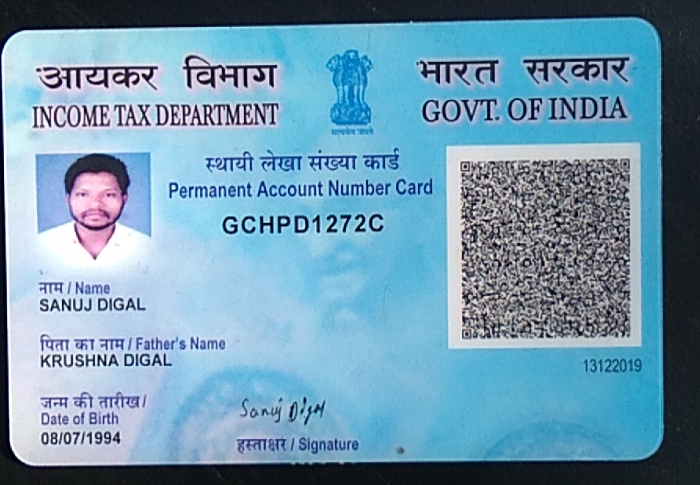 आयकर विभाग
INCOME TAX DEPARTMENT
सत्यमेव जयते
भारत सरकार
GOVT. OF INDIA
स्थायी लेखा संख्या कार्ड
Permanent Account Number Card
GCHPD1272C
नाम / Name
SANUJ DIGAL
पिता का नाम / Father's Name
KRUSHNA DIGAL
13122019
जन्म की तारीख /
Date of Birth
08/07/1994
Sanuj Digal
हस्ताक्षर / Signature